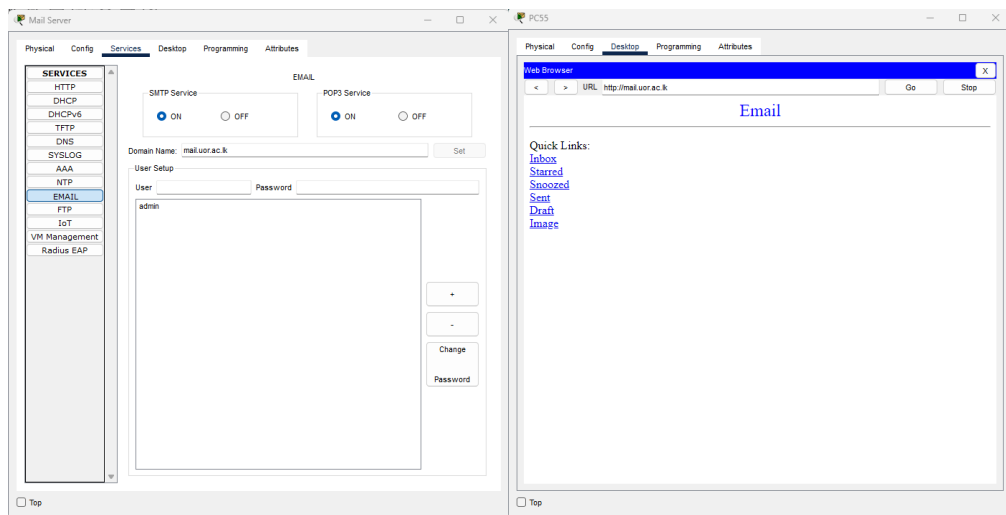 Mail Server
Physical Config Services Desktop Programming Attributes
SERVICES
HTTP
DHCP
DHCPv6
TFTP
DNS
SYSLOG
AAA
NTP
EMAIL
FTP
IoT
VM Management
Radius EAP
EMAIL
SMTP Service
ON OFF
POP3 Service
ON OFF
Domain Name: mail.uor.ac.lk Set
User Setup
User Password
admin
+
-
Change
Password
Top
PC55
Physical Config Desktop Programming Attributes
Web Browser X
< > URL http://mail.uor.ac.lk Go Stop
Email
Quick Links:
Inbox
Starred
Snoozed
Sent
Draft
Image
Top